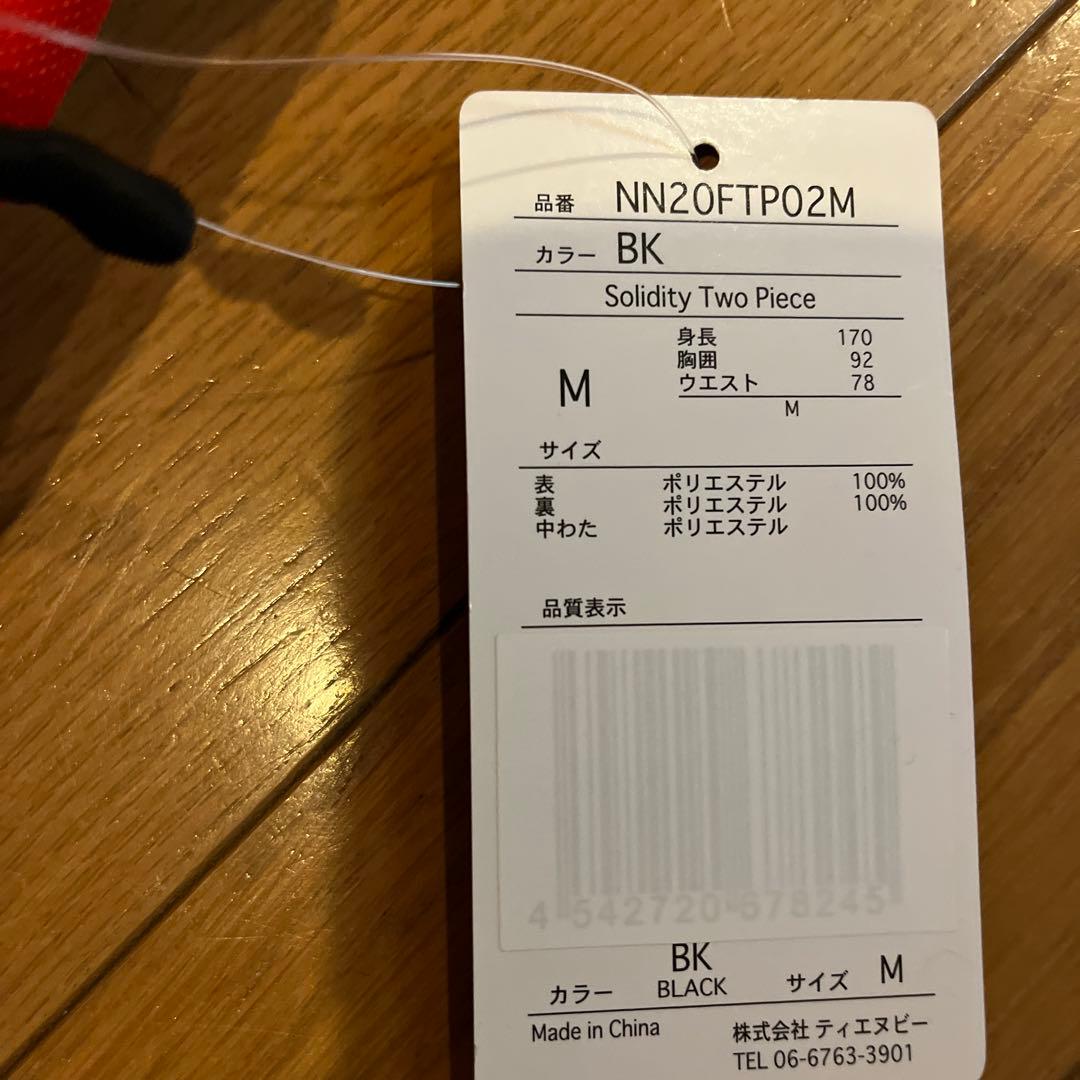 品番 NN20FTP02M
カラー BK
Solidity Two Piece
身長 170
胸囲 92
ウエスト 78
M
M
サイズ
表 ポリエステル 100%
裏 ポリエステル 100%
中わた ポリエステル
品質表示
4 542720 678245
BK
カラー BLACK サイズ M
Made in China 株式会社 ティエヌビー
TEL 06-6763-3901